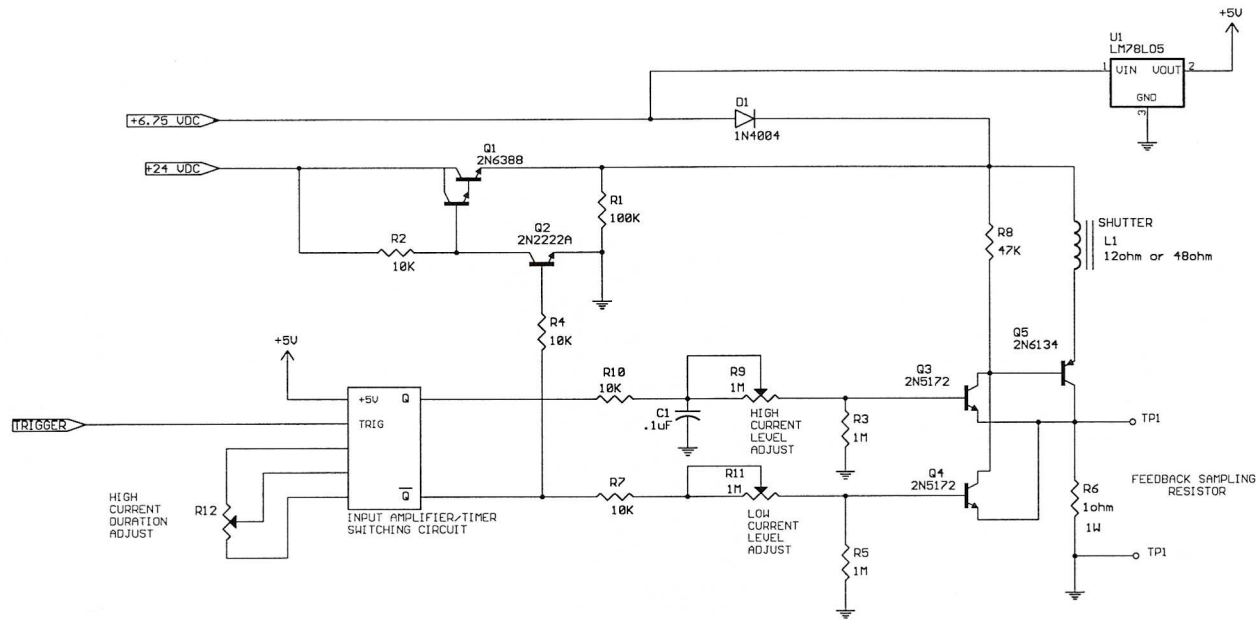 +5V
U1
LM78L05
1 VIN VOUT 2
GND
3
+6.75 VDC
D1
1N4004
+24 VDC
Q1
2N6388
R1
100K
Q2
2N2222A
R2
10K
R8
47K
SHUTTER
L1
12ohm or 48ohm
R4
10K
+5V
Q5
2N6134
R10
10K
R9
1M
Q3
2N5172
+5V Q
TRIG
Q
C1
.1uF
HIGH
CURRENT
LEVEL
ADJUST
R3
1M
TP1
TRIGGER
R7
10K
R11
1M
Q4
2N5172
FEEDBACK SAMPLING
RESISTOR
R6
1ohm
1W
HIGH
CURRENT
DURATION
ADJUST
R12
INPUT AMPLIFIER/TIMER
SWITCHING CIRCUIT
LOW
CURRENT
LEVEL
ADJUST
R5
1M
TP1